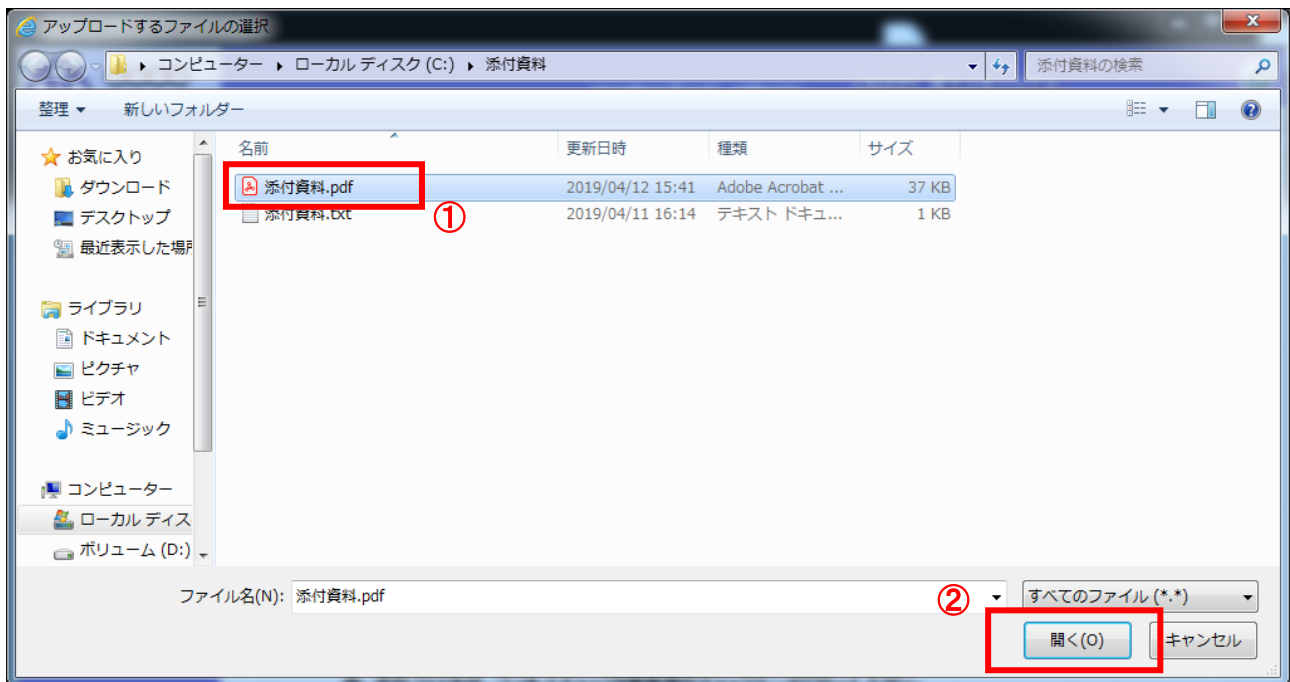 アップロードするファイルの選択
コンピューター ▸ ローカル ディスク (C:) ▸ 添付資料
添付資料の検索
整理 ▼ 新しいフォルダー
名前 更新日時 種類 サイズ
添付資料.pdf 2019/04/12 15:41 Adobe Acrobat ... 37 KB
添付資料.txt 2019/04/11 16:14 テキスト ドキュ... 1 KB
①
お気に入り
ダウンロード
デスクトップ
最近表示した場所
ライブラリ
ドキュメント
ピクチャ
ビデオ
ミュージック
コンピューター
ローカル ディス
ボリューム (D:)
ファイル名(N): 添付資料.pdf
②
すべてのファイル (*.*)
開く(O)
キャンセル